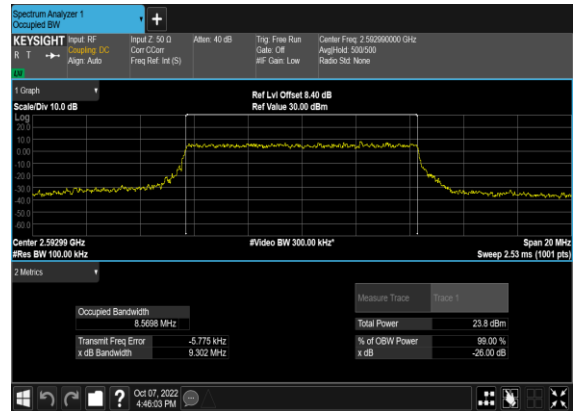 Spectrum Analyzer 1
Occupied BW
+
KEYSIGHT Input: RF Input Z: 50 Ω Atten: 40 dB Trig: Free Run Center Freq: 2.592990000 GHz
R T Coupling: DC Corr CCorr Gate: Off Avg|Hold: 500/500
Align: Auto Freq Ref: Int (S) #IF Gain: Low Radio Std: None
1 Graph
Ref Lvl Offset 8.40 dB
Scale/Div 10.0 dB Ref Value 30.00 dBm
Log
20.0
10.0
0.00
-10.0
-20.0
-30.0
-40.0
-50.0
-60.0
Center 2.59299 GHz #Video BW 300.00 kHz* Span 20 MHz
#Res BW 100.00 kHz Sweep 2.53 ms (1001 pts)
2 Metrics
Measure Trace Trace 1
Occupied Bandwidth
8.5698 MHz Total Power 23.8 dBm
Transmit Freq Error -5.775 kHz % of OBW Power 99.00 %
x dB Bandwidth 9.302 MHz x dB -26.00 dB
? Oct 07, 2022
4:46:03 PM